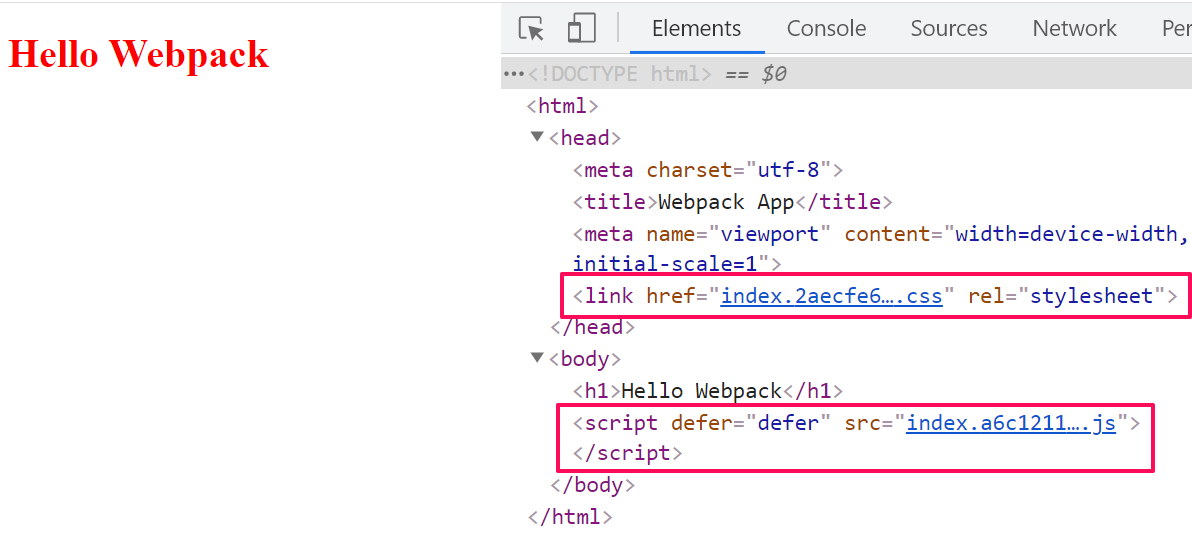 Hello Webpack
Elements Console Sources Network Per
…<!DOCTYPE html> == $0
<html>
<head>
<meta charset="utf-8">
<title>Webpack App</title>
<meta name="viewport" content="width=device-width,
initial-scale=1">
<link href="index.2aecfe6….css" rel="stylesheet">
</head>
<body>
<h1>Hello Webpack</h1>
<script defer="defer" src="index.a6c1211….js">
</script>
</body>
</html>